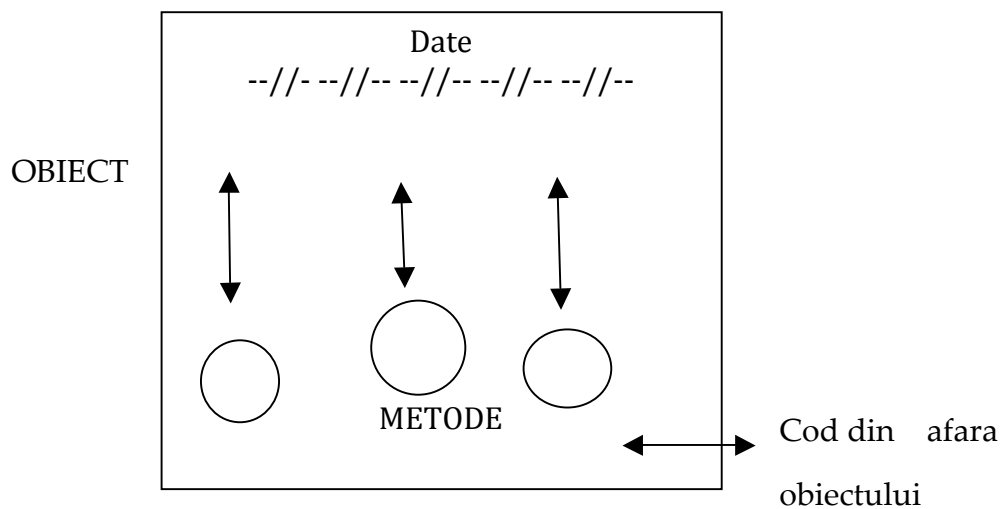 Date
--//- --//-- --//-- --//-- --//--
OBIECT
METODE
Cod din afara
obiectului